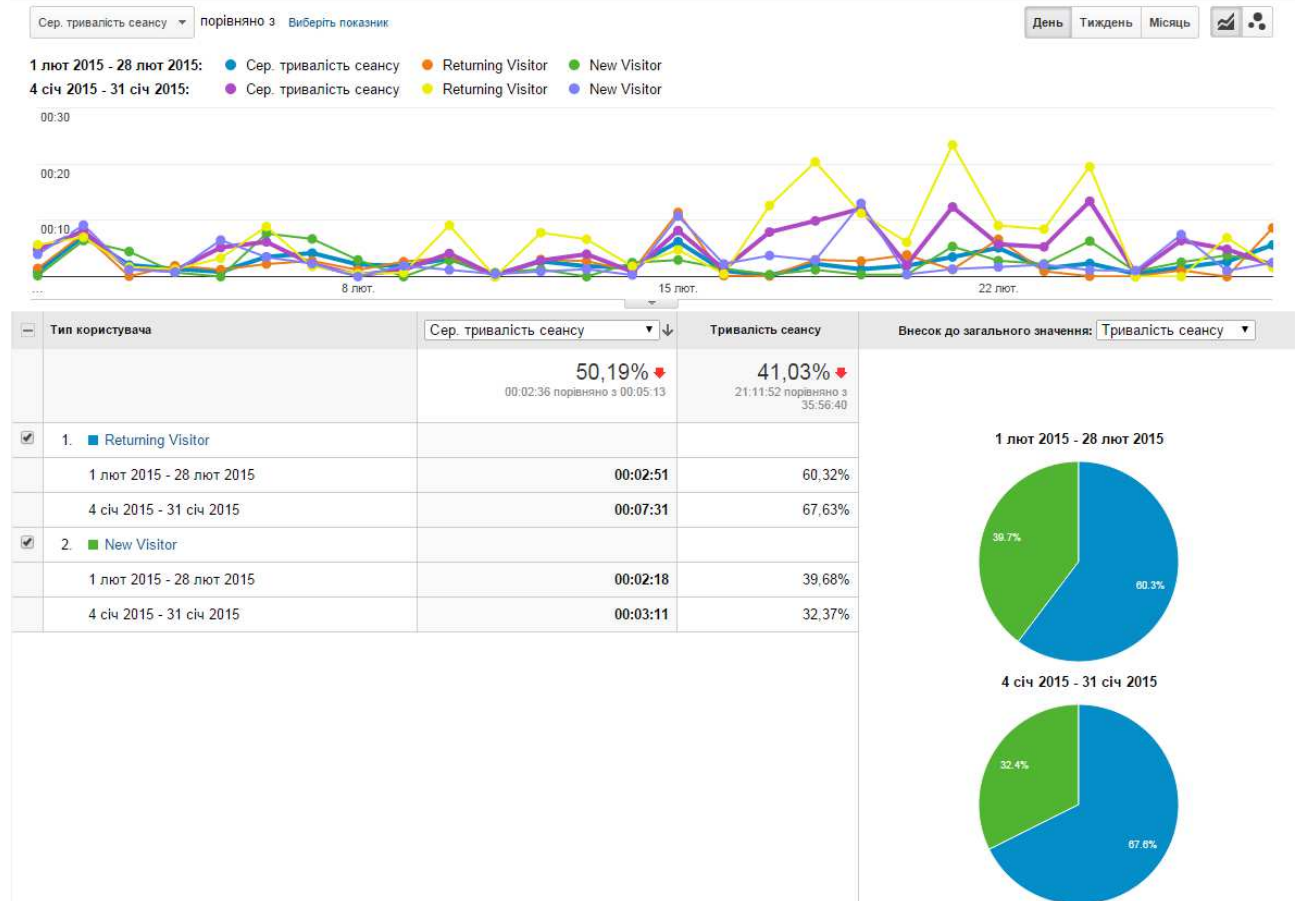 Сер. тривалість сеансу порівняно з Виберіть показник День Тиждень Місяць
1 лют 2015 - 28 лют 2015: Сер. тривалість сеансу Returning Visitor New Visitor
4 січ 2015 - 31 січ 2015: Сер. тривалість сеансу Returning Visitor New Visitor
00:30
00:20
00:10
... 8 лют. 15 лют. 22 лют.
Тип користувача Сер. тривалість сеансу Тривалість сеансу Внесок до загального значення: Тривалість сеансу
50,19% 41,03%
00:02:36 порівняно з 00:05:13 21:11:52 порівняно з
35:56:40
1. Returning Visitor
1 лют 2015 - 28 лют 2015 00:02:51 60,32%
4 січ 2015 - 31 січ 2015 00:07:31 67,63%
2. New Visitor
1 лют 2015 - 28 лют 2015 00:02:18 39,68%
4 січ 2015 - 31 січ 2015 00:03:11 32,37%
1 лют 2015 - 28 лют 2015
39.7%
60.3%
4 січ 2015 - 31 січ 2015
32.4%
67.6%